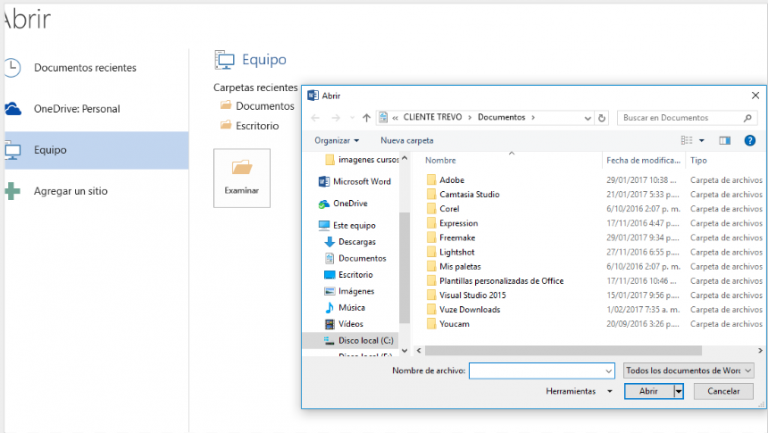 Abrir
Documentos recientes
OneDrive: Personal
Equipo
Agregar un sitio
Equipo
Carpetas recientes
Documentos
Escritorio
Examinar
Abrir
« CLIENTE TREVO > Documentos >
Buscar en Documentos
Organizar Nueva carpeta
imagenes cursos
Microsoft Word
OneDrive
Este equipo
Descargas
Documentos
Escritorio
Imágenes
Música
Vídeos
Disco local (C:)
Nombre Fecha de modifica... Tipo
Adobe 29/01/2017 10:38 ... Carpeta de archivos
Camtasia Studio 21/01/2017 5:33 p... Carpeta de archivos
Corel 6/10/2016 2:07 p. m. Carpeta de archivos
Expression 17/11/2016 4:47 p... Carpeta de archivos
Freemake 29/01/2017 9:34 p... Carpeta de archivos
Lightshot 27/11/2016 6:55 p... Carpeta de archivos
Mis paletas 6/10/2016 2:07 p. m. Carpeta de archivos
Plantillas personalizadas de Office 17/11/2016 10:46 ... Carpeta de archivos
Visual Studio 2015 15/01/2017 9:56 p... Carpeta de archivos
Vuze Downloads 1/02/2017 7:35 a. m. Carpeta de archivos
Youcam 20/09/2016 3:26 p... Carpeta de archivos
Nombre de archivo: Todos los documentos de Wor
Herramientas Abrir Cancelar